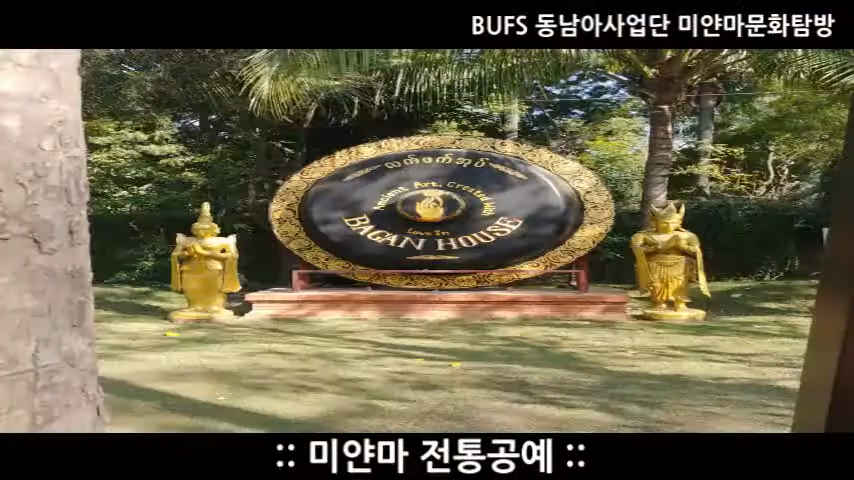 BUFS 동남아사업단 미얀마문화탐방
Ancient Art, Created With
Love In
BAGAN HOUSE
:: 미얀마 전통공예 ::